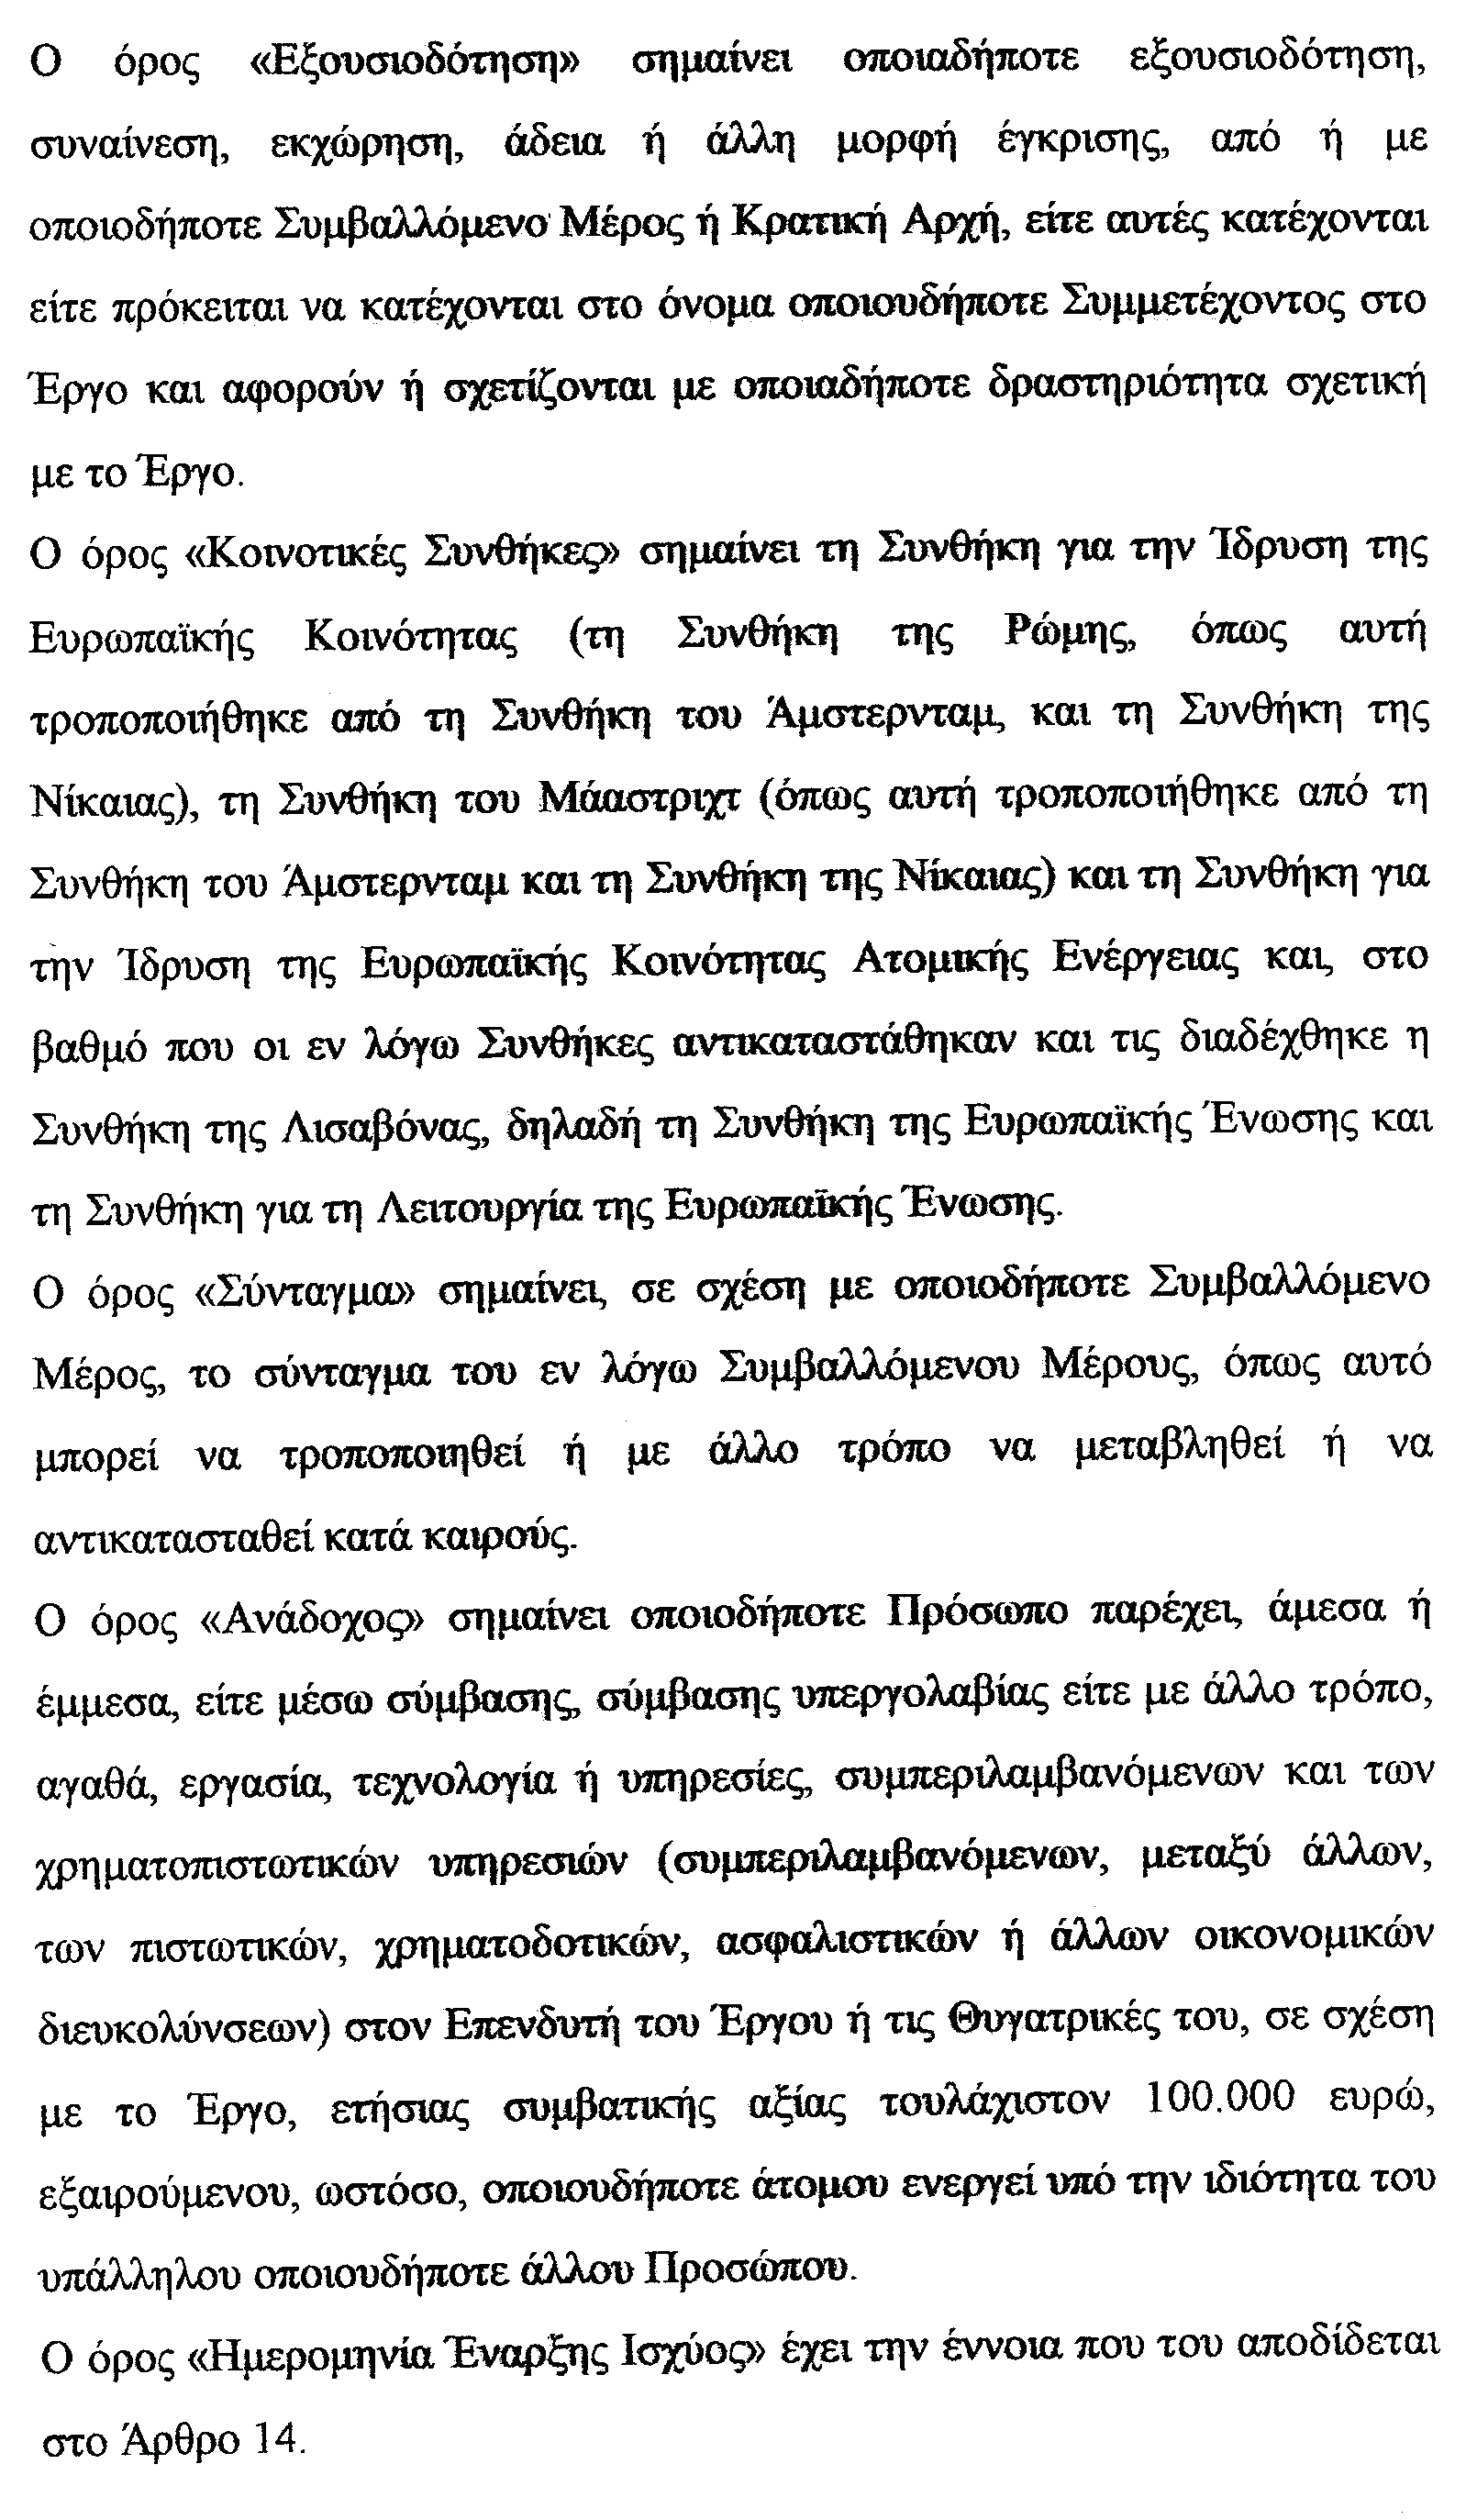 Ο όρος «Εξουσιοδότηση» σημαίνει οποιαδήποτε εξουσιοδότηση,
συναίνεση, εκχώρηση, άδεια ή άλλη μορφή έγκρισης, από ή με
οποιοδήποτε Συμβαλλόμενο Μέρος ή Κρατική Αρχή, είτε αυτές κατέχονται
είτε πρόκειται να κατέχονται στο όνομα οποιουδήποτε Συμμετέχοντος στο
Έργο και αφορούν ή σχετίζονται με οποιαδήποτε δραστηριότητα σχετική
με το Έργο.
Ο όρος «Κοινοτικές Συνθήκες» σημαίνει τη Συνθήκη για την Ίδρυση της
Ευρωπαϊκής Κοινότητας (τη Συνθήκη της Ρώμης, όπως αυτή
τροποποιήθηκε από τη Συνθήκη του Άμστερνταμ, και τη Συνθήκη της
Νίκαιας), τη Συνθήκη του Μάαστριχτ (όπως αυτή τροποποιήθηκε από τη
Συνθήκη του Άμστερνταμ και τη Συνθήκη της Νίκαιας) και τη Συνθήκη για
την Ίδρυση της Ευρωπαϊκής Κοινότητας Ατομικής Ενέργειας και, στο
βαθμό που οι εν λόγω Συνθήκες αντικαταστάθηκαν και τις διαδέχθηκε η
Συνθήκη της Λισαβόνας, δηλαδή τη Συνθήκη της Ευρωπαϊκής Ένωσης και
τη Συνθήκη για τη Λειτουργία της Ευρωπαϊκής Ένωσης.
Ο όρος «Σύνταγμα» σημαίνει, σε σχέση με οποιοδήποτε Συμβαλλόμενο
Μέρος, το σύνταγμα του εν λόγω Συμβαλλόμενου Μέρους, όπως αυτό
μπορεί να τροποποιηθεί ή με άλλο τρόπο να μεταβληθεί ή να
αντικατασταθεί κατά καιρούς.
Ο όρος «Ανάδοχος» σημαίνει οποιοδήποτε Πρόσωπο παρέχει, άμεσα ή
έμμεσα, είτε μέσω σύμβασης, σύμβασης υπεργολαβίας είτε με άλλο τρόπο,
αγαθά, εργασία, τεχνολογία ή υπηρεσίες, συμπεριλαμβανόμενων και των
χρηματοπιστωτικών υπηρεσιών (συμπεριλαμβανόμενων, μεταξύ άλλων,
των πιστωτικών, χρηματοδοτικών, ασφαλιστικών ή άλλων οικονομικών
διευκολύνσεων) στον Επενδυτή του Έργου ή τις Θυγατρικές του, σε σχέση
με το Έργο, ετήσιας συμβατικής αξίας τουλάχιστον 100.000 ευρώ,
εξαιρούμενου, ωστόσο, οποιουδήποτε άτομου ενεργεί υπό την ιδιότητα του
υπάλληλου οποιουδήποτε άλλου Προσώπου.
Ο όρος «Ημερομηνία Έναρξης Ισχύος» έχει την έννοια που του αποδίδεται
στο Άρθρο 14.